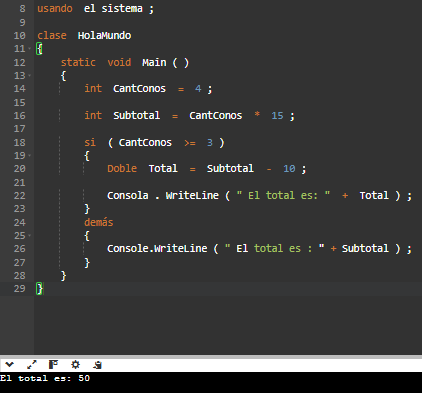 8 usando el sistema ;
9
10 clase HolaMundo
11 {
12 static void Main ( )
13 {
14 int CantConos = 4 ;
15
16 int Subtotal = CantConos * 15 ;
17
18 si ( CantConos >= 3 )
19 {
20 Doble Total = Subtotal - 10 ;
21
22 Consola . WriteLine ( " El total es: " + Total ) ;
23 }
24 demás
25 {
26 Console.WriteLine ( " El total es : " + Subtotal ) ;
27 }
28 }
29 }
El total es: 50